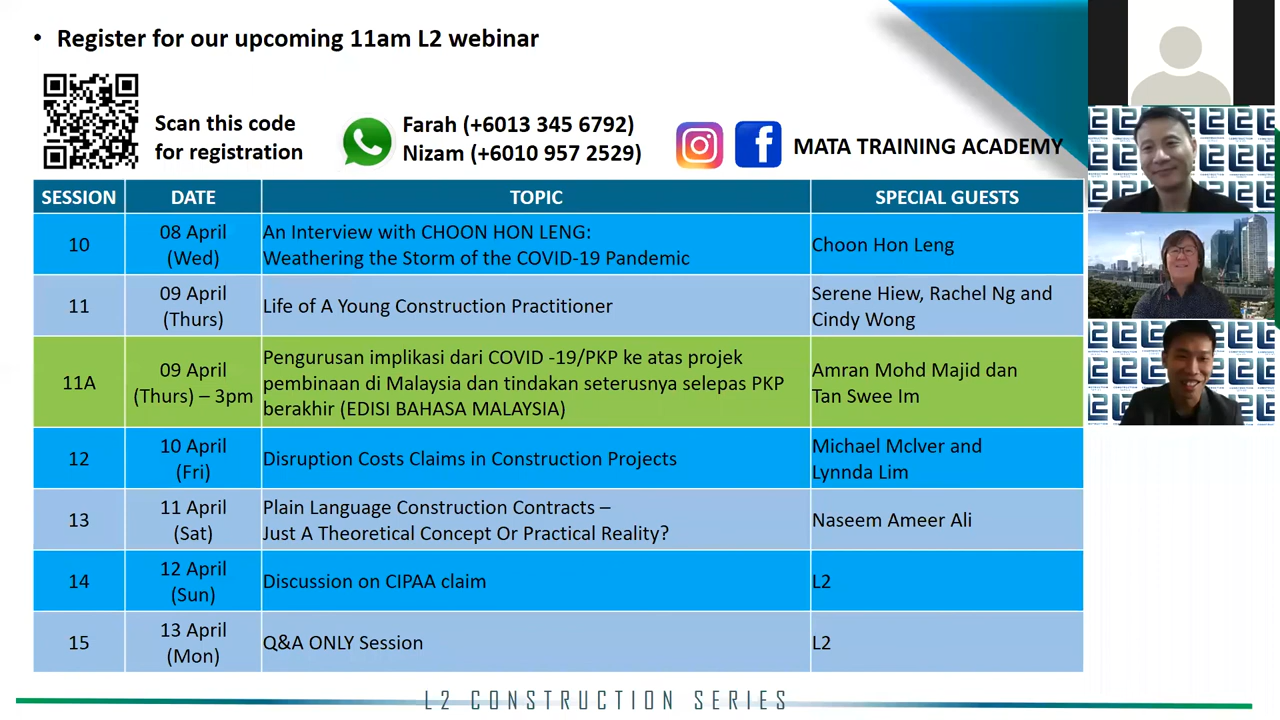 • Register for our upcoming 11am L2 webinar
Scan this code
for registration
Farah (+6013 345 6792)
Nizam (+6010 957 2529)
MATA TRAINING ACADEMY
SESSION DATE TOPIC SPECIAL GUESTS
10
08 April
(Wed)
An Interview with CHOON HON LENG:
Weathering the Storm of the COVID-19 Pandemic
Choon Hon Leng
11
09 April
(Thurs)
Life of A Young Construction Practitioner
Serene Hiew, Rachel Ng and
Cindy Wong
11A
09 April
(Thurs) – 3pm
Pengurusan implikasi dari COVID -19/PKP ke atas projek
pembinaan di Malaysia dan tindakan seterusnya selepas PKP
berakhir (EDISI BAHASA MALAYSIA)
Amran Mohd Majid dan
Tan Swee Im
12
10 April
(Fri)
Disruption Costs Claims in Construction Projects
Michael McIver and
Lynnda Lim
13
11 April
(Sat)
Plain Language Construction Contracts –
Just A Theoretical Concept Or Practical Reality?
Naseem Ameer Ali
14
12 April
(Sun)
Discussion on CIPAA claim
L2
15
13 April
(Mon)
Q&A ONLY Session
L2
L2 CONSTRUCTION SERIES